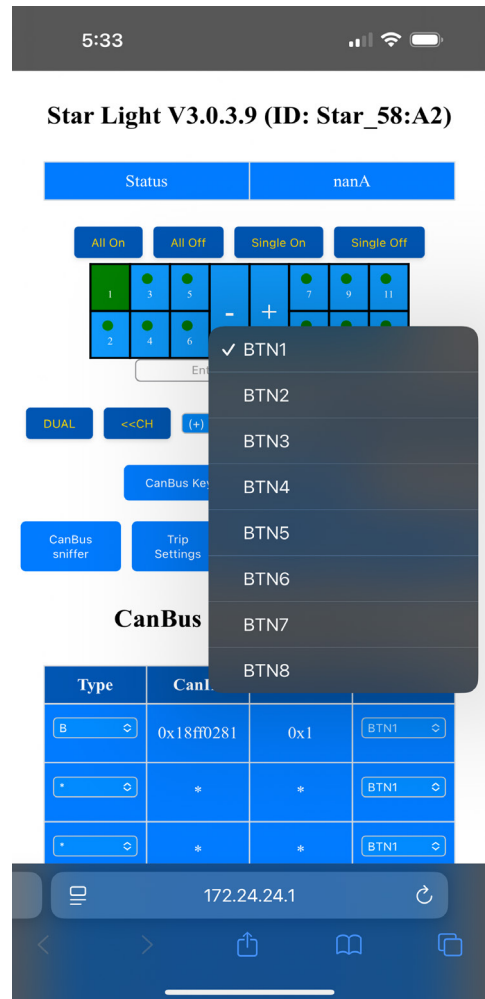 5:33
Star Light V3.0.3.9 (ID: Star_58:A2)
Status nanA
All On All Off Single On Single Off
1 3 5 - + 7 9 11
2 4 6
DUAL <<CH (+)
CanBus
sniffer
Trip
Settings
CanBus
BTN1
BTN2
BTN3
BTN4
BTN5
BTN6
BTN7
BTN8
Type
B 0x18ff0281 0x1 BTN1
* * * BTN1
* * * BTN1
172.24.24.1